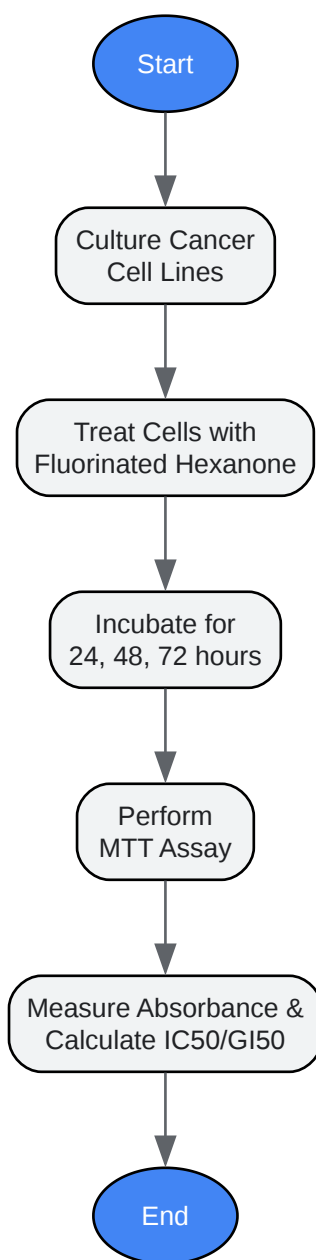 Start
Culture Cancer
Cell Lines
Treat Cells with
Fluorinated Hexanone
Incubate for
24, 48, 72 hours
Perform
MTT Assay
Measure Absorbance &
Calculate IC50/GI50
End